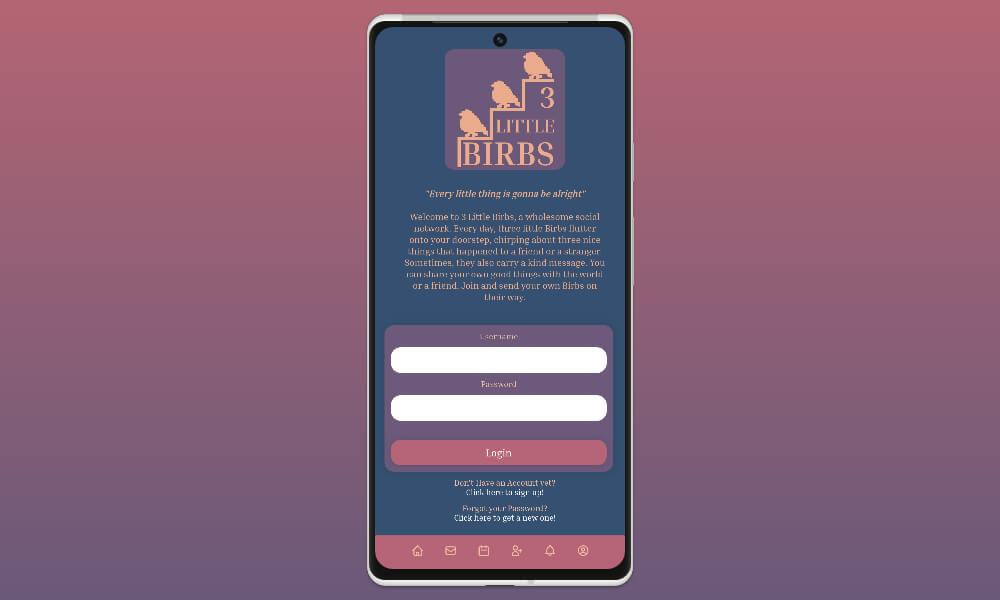 3
LITTLE
BIRBS
"Every little thing is gonna be alright"
Welcome to 3 Little Birbs, a wholesome social
network. Every day, three little Birbs flutter
onto your doorstep, chirping about three nice
things that happened to a friend or a stranger.
Sometimes, they also carry a kind message. You
can share your own good things with the world
or a friend. Join and send your own Birbs on
their way.
Username
Password
Login
Don't Have an Account yet?
Click here to sign up!
Forgot your Password?
Click here to get a new one!